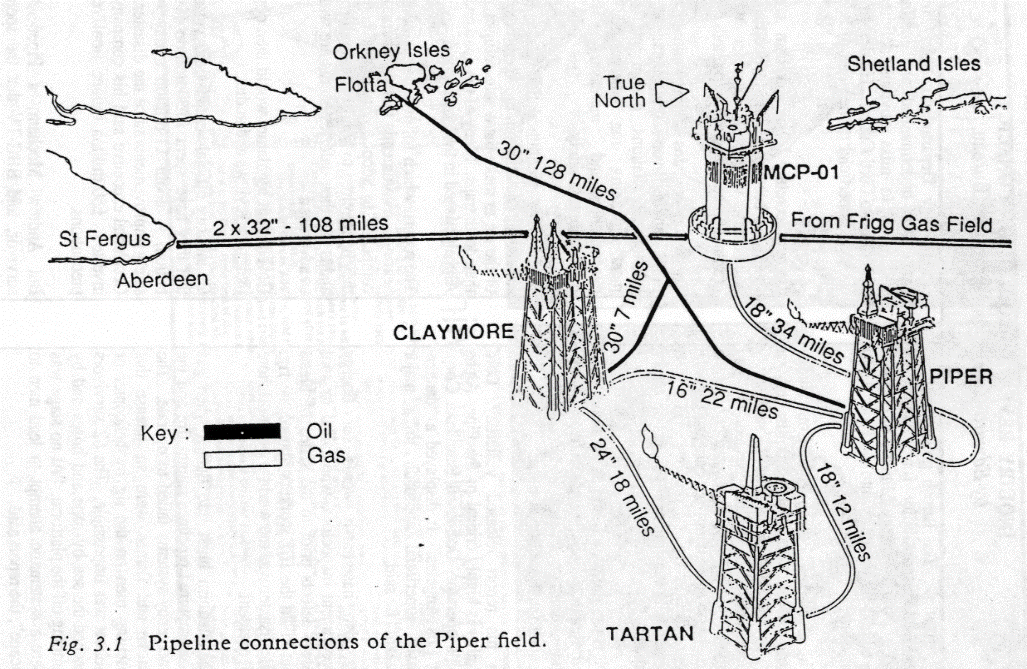 Orkney Isles
Flotta
True
North
Shetland Isles
MCP-01
30" 128 miles
From Frigg Gas Field
2 x 32" - 108 miles
St Fergus
Aberdeen
CLAYMORE
30" 7 miles
18" 34 miles
PIPER
16" 22 miles
Key :
Oil
Gas
24" 18 miles
18" 12 miles
TARTAN
Fig. 3.1 Pipeline connections of the Piper field.